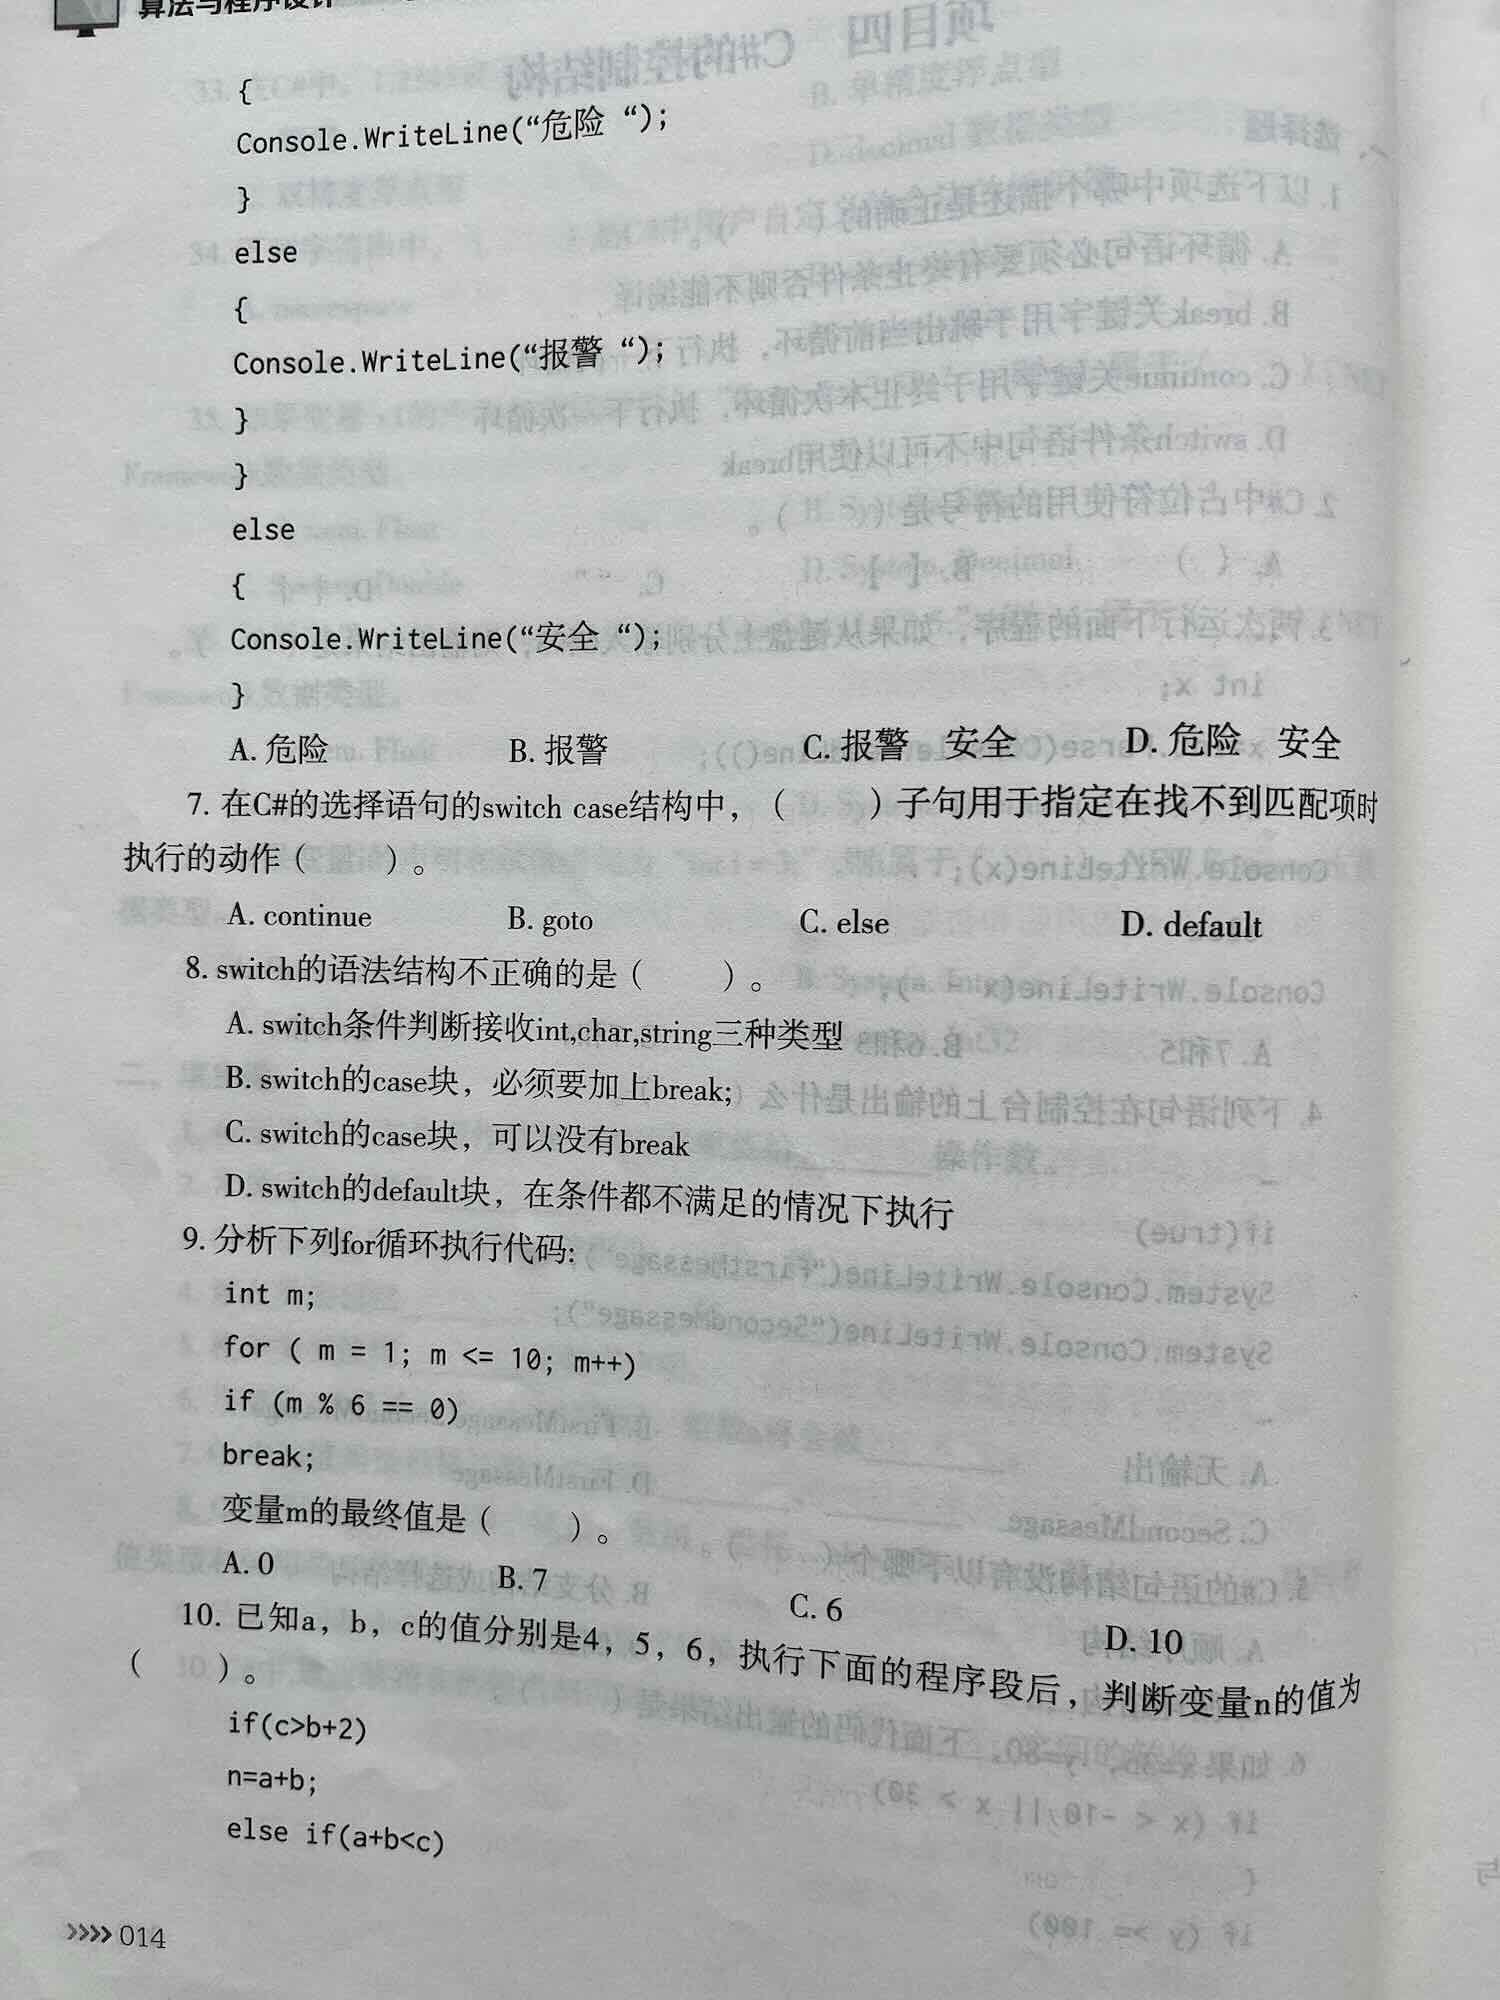 算法与程序设计
{
Console.WriteLine(“危险 “);
}
else
{
Console.WriteLine(“报警 “);
}
}
else
{
Console.WriteLine(“安全 “);
}
A. 危险 B. 报警 C. 报警 安全 D. 危险 安全
7. 在C#的选择语句的switch case结构中，（ ）子句用于指定在找不到匹配项时
执行的动作（ ）。
A. continue B. goto C. else D. default
8. switch的语法结构不正确的是（ ）。
A. switch条件判断接收int,char,string三种类型
B. switch的case块，必须要加上break;
C. switch的case块，可以没有break
D. switch的default块，在条件都不满足的情况下执行
9. 分析下列for循环执行代码:
int m;
for ( m = 1; m <= 10; m++)
if (m % 6 == 0)
break;
变量m的最终值是（ ）。
A. 0 B. 7 C. 6 D. 10
10. 已知a，b，c的值分别是4，5，6，执行下面的程序段后，判断变量n的值为
（ ）。
if(c>b+2)
n=a+b;
else if(a+b<c)
»» 014